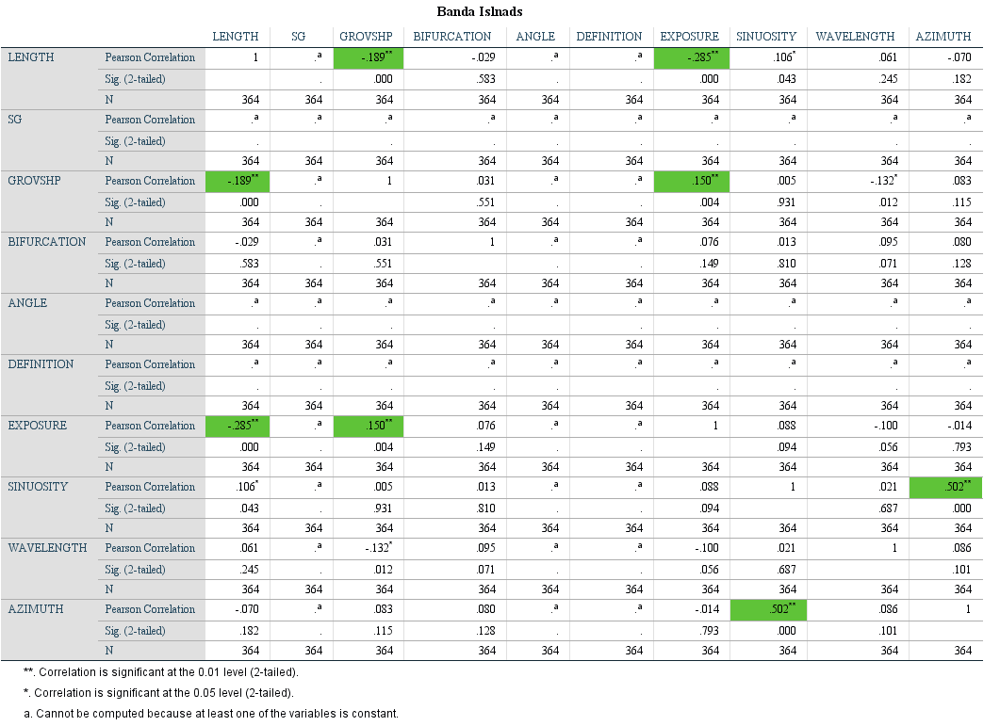 Banda Islnads
LENGTH SG GROVSHP BIFURCATION ANGLE DEFINITION EXPOSURE SINUOSITY WAVELENGTH AZIMUTH
LENGTH Pearson Correlation 1 .a -.189** -.029 .a .a -.285** .106* .061 -.070
Sig. (2-tailed) . .000 .583 . . .000 .043 .245 .182
N 364 364 364 364 364 364 364 364 364 364
SG Pearson Correlation .a .a .a .a .a .a .a .a .a .a
Sig. (2-tailed) . . . . . . . . .
N 364 364 364 364 364 364 364 364 364 364
GROVSHP Pearson Correlation -.189** .a 1 .031 .a .a .150** .005 -.132* .083
Sig. (2-tailed) .000 . .551 . . .004 .931 .012 .115
N 364 364 364 364 364 364 364 364 364 364
BIFURCATION Pearson Correlation -.029 .a .031 1 .a .a .076 .013 .095 .080
Sig. (2-tailed) .583 . .551 . . .149 .810 .071 .128
N 364 364 364 364 364 364 364 364 364 364
ANGLE Pearson Correlation .a .a .a .a .a .a .a .a .a .a
Sig. (2-tailed) . . . . . . . . .
N 364 364 364 364 364 364 364 364 364 364
DEFINITION Pearson Correlation .a .a .a .a .a .a .a .a .a .a
Sig. (2-tailed) . . . . . . . . .
N 364 364 364 364 364 364 364 364 364 364
EXPOSURE Pearson Correlation -.285** .a .150** .076 .a .a 1 .088 -.100 -.014
Sig. (2-tailed) .000 . .004 .149 . . .094 .056 .793
N 364 364 364 364 364 364 364 364 364 364
SINUOSITY Pearson Correlation .106* .a .005 .013 .a .a .088 1 .021 .502**
Sig. (2-tailed) .043 . .931 .810 . . .094 .687 .000
N 364 364 364 364 364 364 364 364 364 364
WAVELENGTH Pearson Correlation .061 .a -.132* .095 .a .a -.100 .021 1 .086
Sig. (2-tailed) .245 . .012 .071 . . .056 .687 .101
N 364 364 364 364 364 364 364 364 364 364
AZIMUTH Pearson Correlation -.070 .a .083 .080 .a .a -.014 .502** .086 1
Sig. (2-tailed) .182 . .115 .128 . . .793 .000 .101
N 364 364 364 364 364 364 364 364 364 364
**. Correlation is significant at the 0.01 level (2-tailed).
*. Correlation is significant at the 0.05 level (2-tailed).
a. Cannot be computed because at least one of the variables is constant.